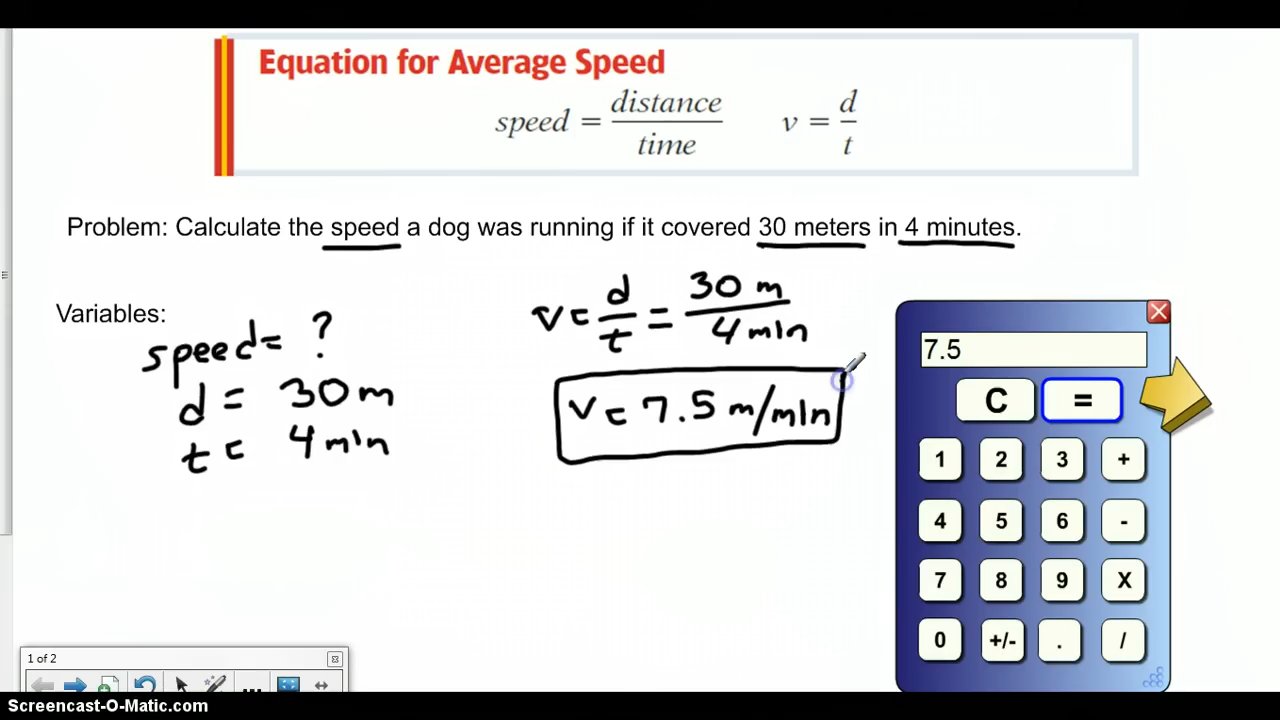 Equation for Average Speed
speed = distance / time v = d / t
Problem: Calculate the speed a dog was running if it covered 30 meters in 4 minutes.
Variables:
speed = ?
d = 30 m
t = 4 min
v = d / t = 30 m / 4 min
v = 7.5 m/min
7.5
C =
1 2 3 +
4 5 6 -
7 8 9 X
0 +/- . /
1 of 2
Screencast-O-Matic.com